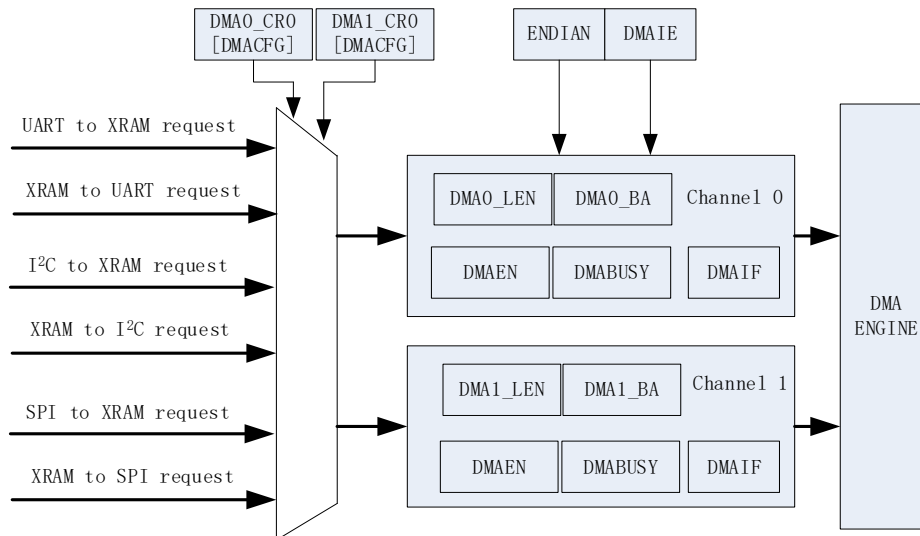 DMA0_CR0
[DMACFG]
DMA1_CR0
[DMACFG]
ENDIAN
DMAIE
UART to XRAM request
XRAM to UART request
I²C to XRAM request
XRAM to I²C request
SPI to XRAM request
XRAM to SPI request
DMA0_LEN
DMA0_BA
Channel 0
DMAEN
DMABUSY
DMAIF
DMA1_LEN
DMA1_BA
Channel 1
DMAEN
DMABUSY
DMAIF
DMA
ENGINE